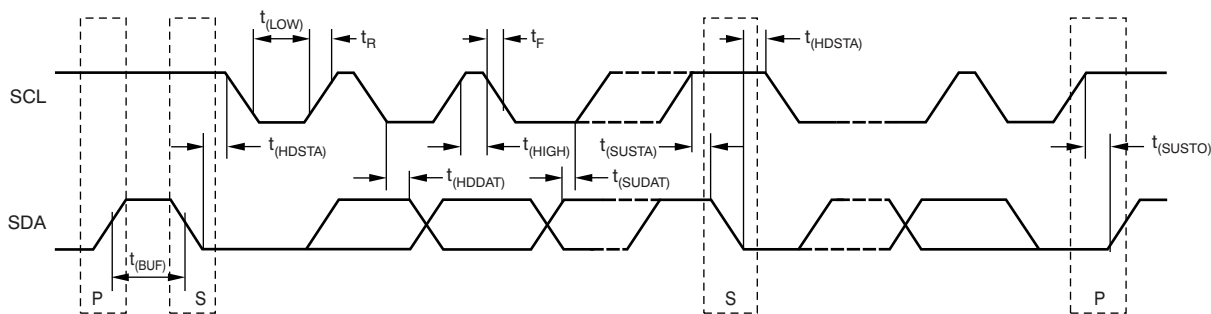 t(LOW)
tR
tF
t(HDSTA)
SCL
t(HDSTA)
t(HIGH)
t(SUSTA)
t(SUSTO)
t(HDDAT)
t(SUDAT)
SDA
t(BUF)
P
S
S
P